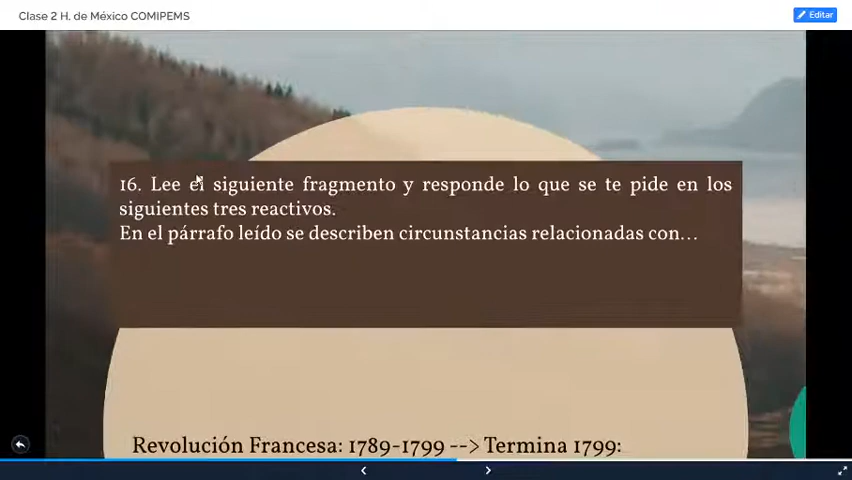 Clase 2 H. de México COMIPEMS
Editar
16. Lee el siguiente fragmento y responde lo que se te pide en los
siguientes tres reactivos.
En el párrafo leído se describen circunstancias relacionadas con...
Revolución Francesa: 1789-1799 --> Termina 1799: